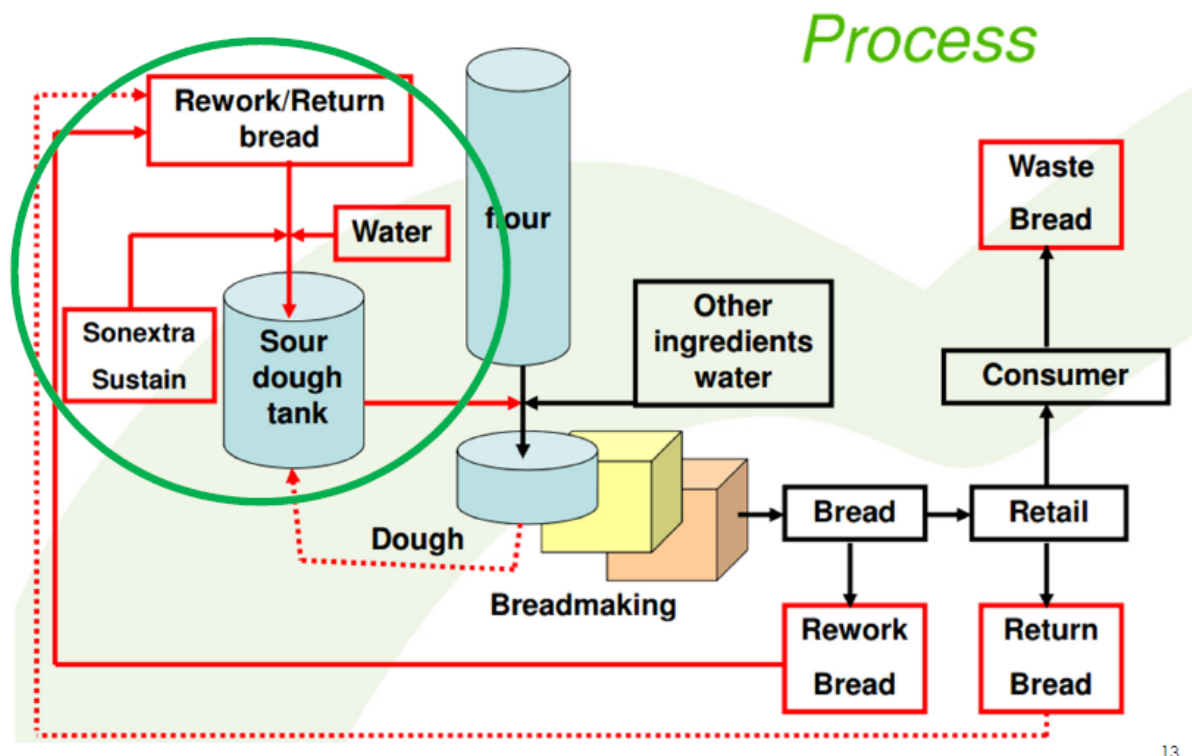 Process
Rework/Return
bread
Water
flour
Sonextra
Sustain
Sour
dough
tank
Other
ingredients
water
Waste
Bread
Consumer
Dough
Breadmaking
Bread
Retail
Rework
Bread
Return
Bread
13